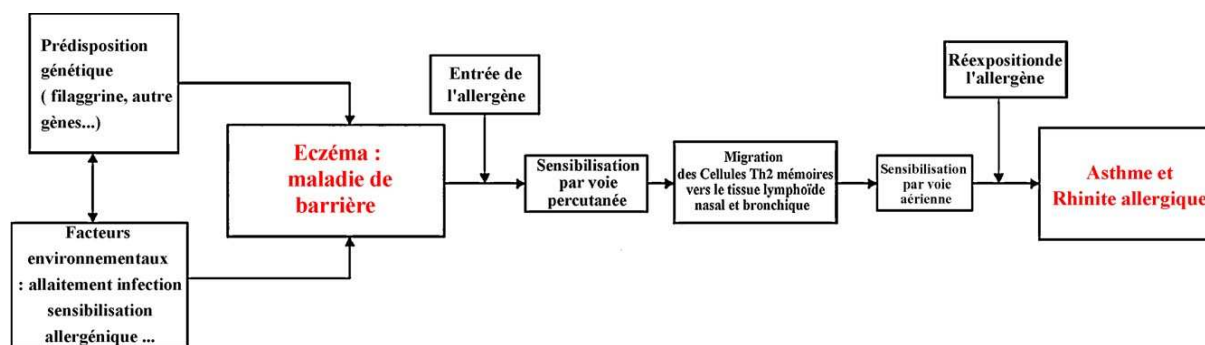 Prédisposition
génétique
( filaggrine, autre
gènes...)
Facteurs
environnementaux
: allaitement infection
sensibilisation
allergénique ...
Eczéma :
maladie de
barrière
Entrée de
l'allergène
Sensibilisation
par voie
percutanée
Migration
des Cellules Th2 mémoires
vers le tissue lymphoïde
nasal et bronchique
Sensibilisation
par voie
aérienne
Réexpositionde
l'allergène
Asthme et
Rhinite allergique